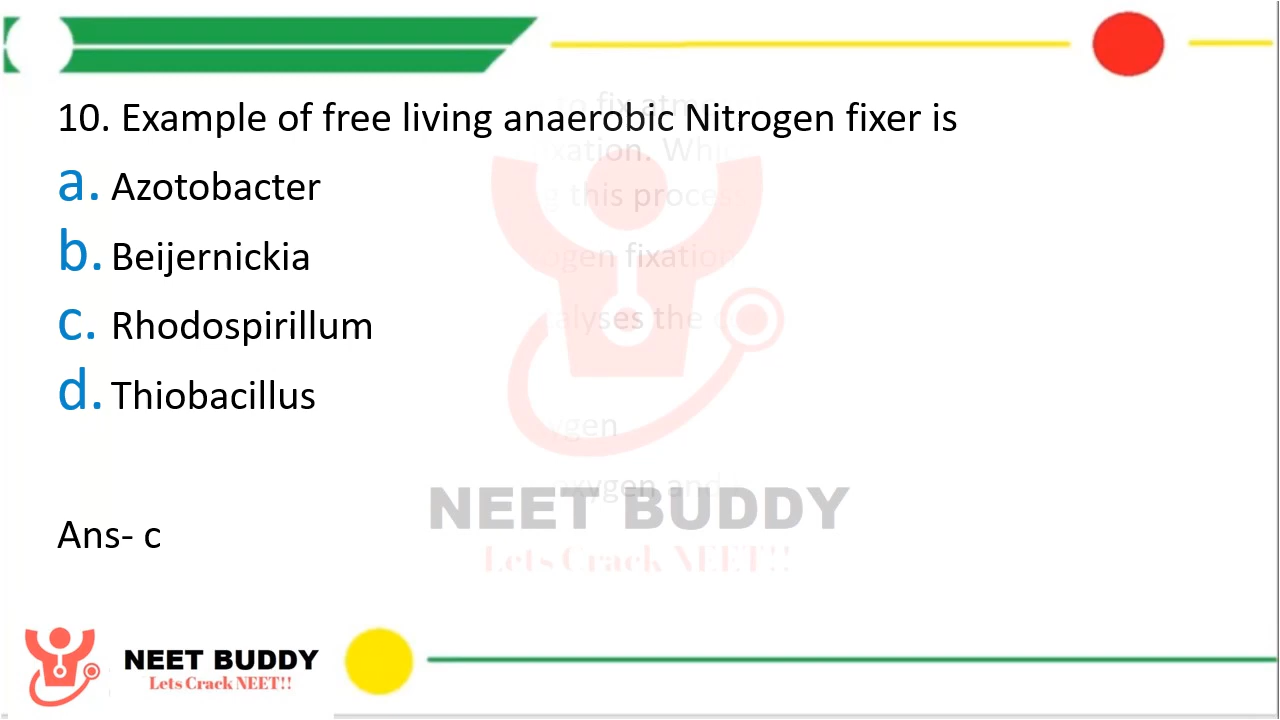 10. Example of free living anaerobic Nitrogen fixer is
a. Azotobacter
b. Beijernickia
c. Rhodospirillum
d. Thiobacillus
NEET BUDDY
Lets Crack NEET!!
Ans- c
NEET BUDDY
Lets Crack NEET!!